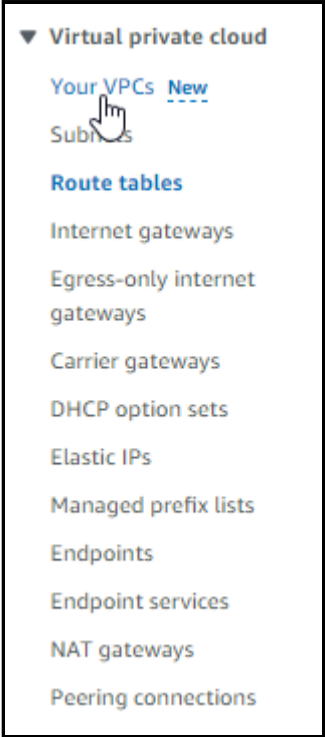 Virtual private cloud
Your VPCs New
Subnets
Route tables
Internet gateways
Egress-only internet
gateways
Carrier gateways
DHCP option sets
Elastic IPs
Managed prefix lists
Endpoints
Endpoint services
NAT gateways
Peering connections